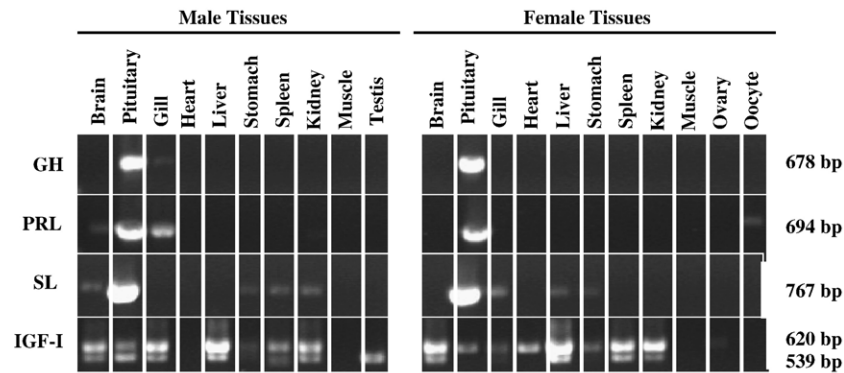 Male Tissues Female Tissues
Brain Pituitary Gill Heart Liver Stomach Spleen Kidney Muscle Testis Brain Pituitary Gill Heart Liver Stomach Spleen Kidney Muscle Ovary Oocyte
GH 678 bp
PRL 694 bp
SL 767 bp
IGF-I 620 bp
539 bp